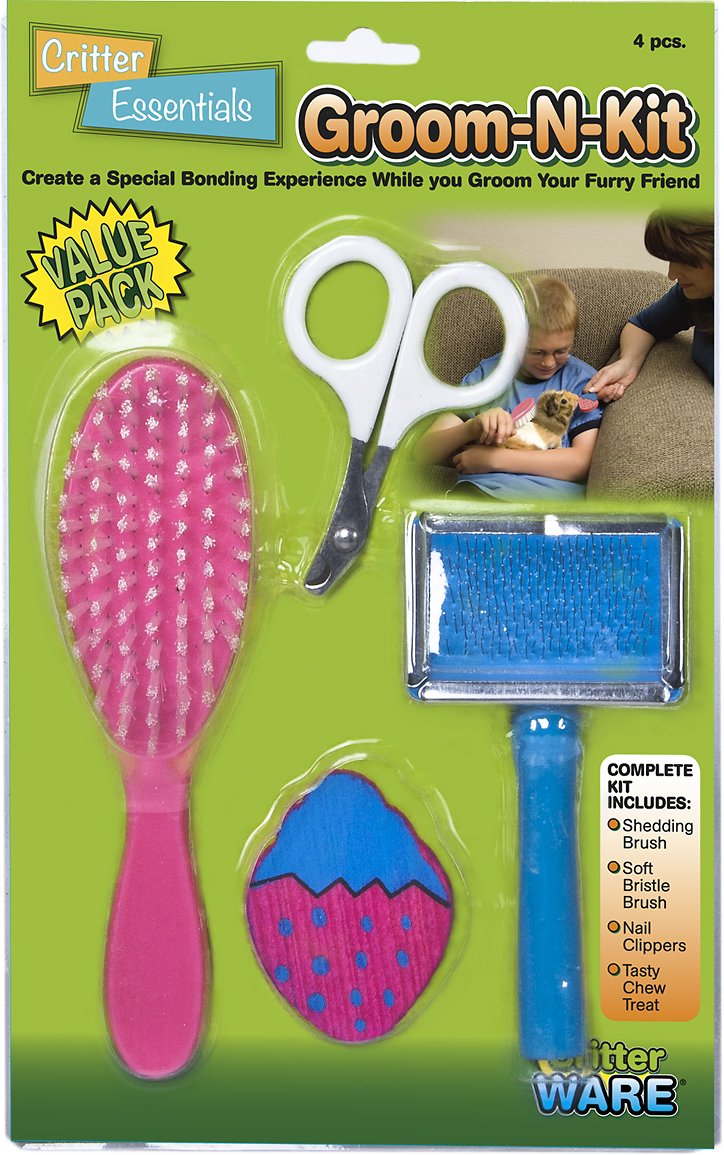 Critter
Essentials
4 pcs.
Groom-N-Kit
Create a Special Bonding Experience While you Groom Your Furry Friend
VALUE
PACK
COMPLETE
KIT
INCLUDES:
Shedding
Brush
Soft
Bristle
Brush
Nail
Clippers
Tasty
Chew
Treat
Critter
WARE®